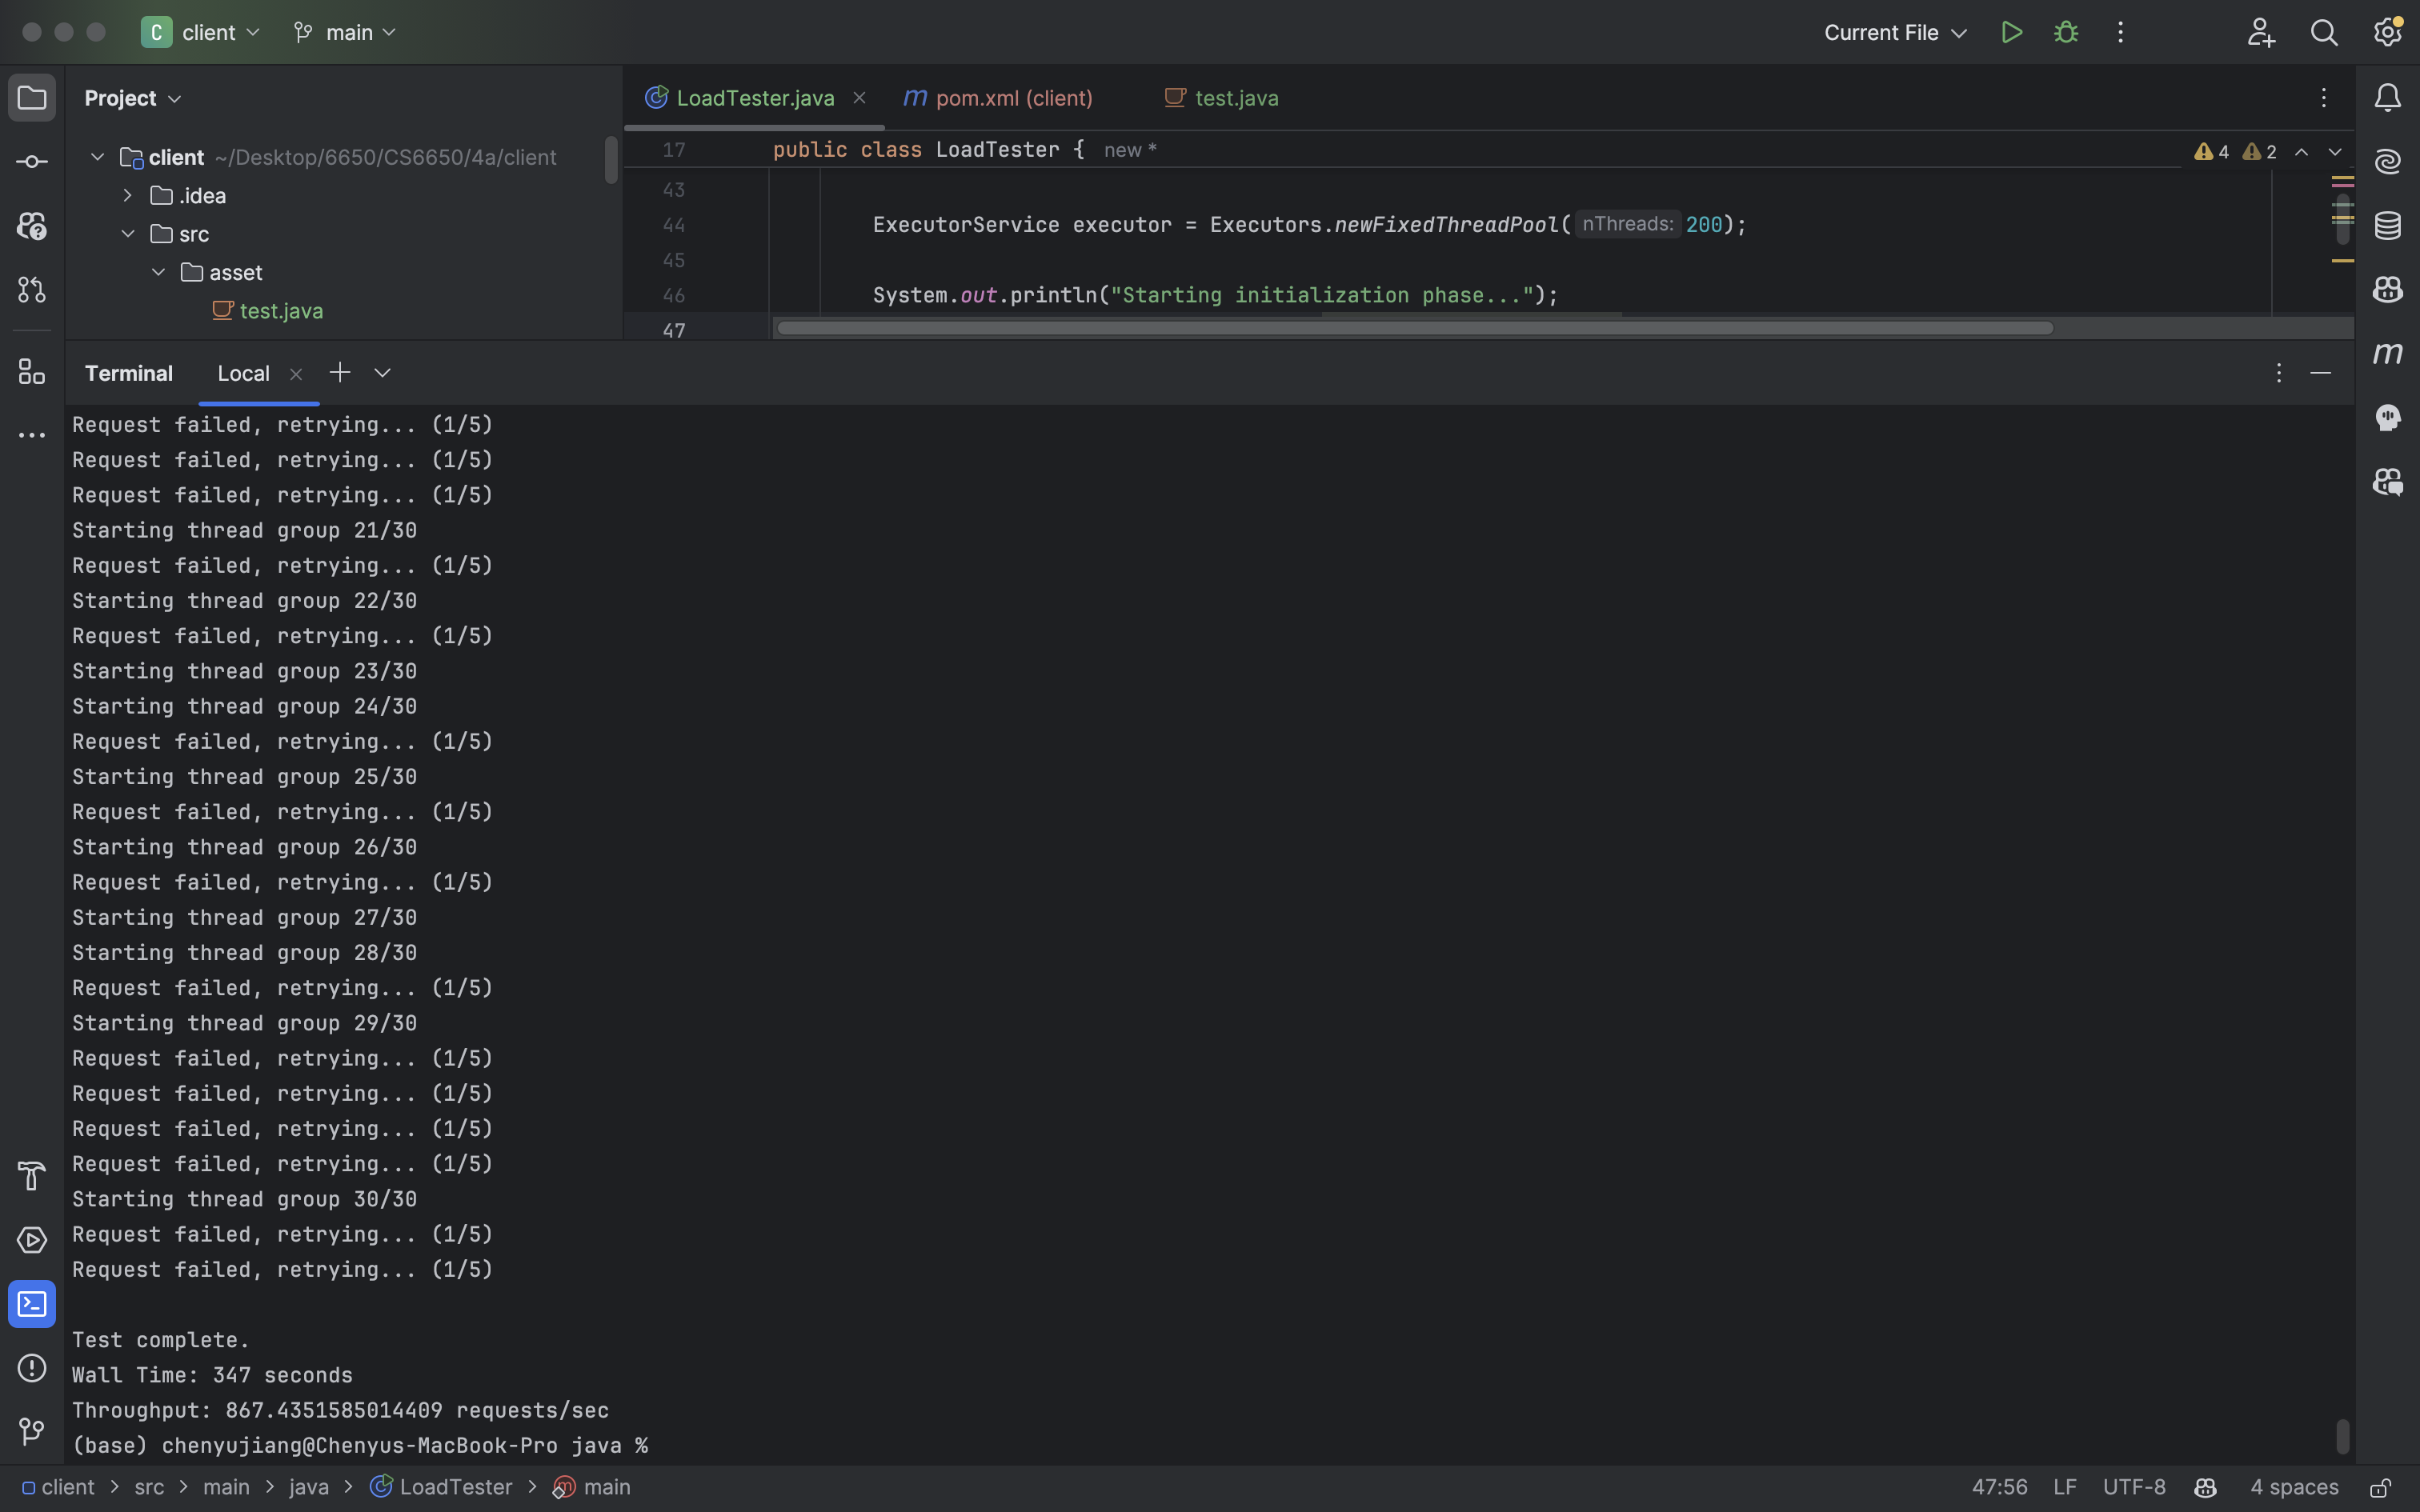 C client main Current File
Project
client ~/Desktop/6650/CS6650/4a/client
.idea
src
asset
test.java
LoadTester.java pom.xml (client) test.java
17 public class LoadTester { new *
4 2
43
44 ExecutorService executor = Executors.newFixedThreadPool( nThreads: 200);
45
46 System.out.println("Starting initialization phase...");
47
Terminal Local
Request failed, retrying... (1/5)
Request failed, retrying... (1/5)
Request failed, retrying... (1/5)
Starting thread group 21/30
Request failed, retrying... (1/5)
Starting thread group 22/30
Request failed, retrying... (1/5)
Starting thread group 23/30
Starting thread group 24/30
Request failed, retrying... (1/5)
Starting thread group 25/30
Request failed, retrying... (1/5)
Starting thread group 26/30
Request failed, retrying... (1/5)
Starting thread group 27/30
Starting thread group 28/30
Request failed, retrying... (1/5)
Starting thread group 29/30
Request failed, retrying... (1/5)
Request failed, retrying... (1/5)
Request failed, retrying... (1/5)
Request failed, retrying... (1/5)
Starting thread group 30/30
Request failed, retrying... (1/5)
Request failed, retrying... (1/5)
Test complete.
Wall Time: 347 seconds
Throughput: 867.4351585014409 requests/sec
(base) chenyujiang@Chenyus-MacBook-Pro java %
client > src > main > java > LoadTester > main
47:56 LF UTF-8 4 spaces